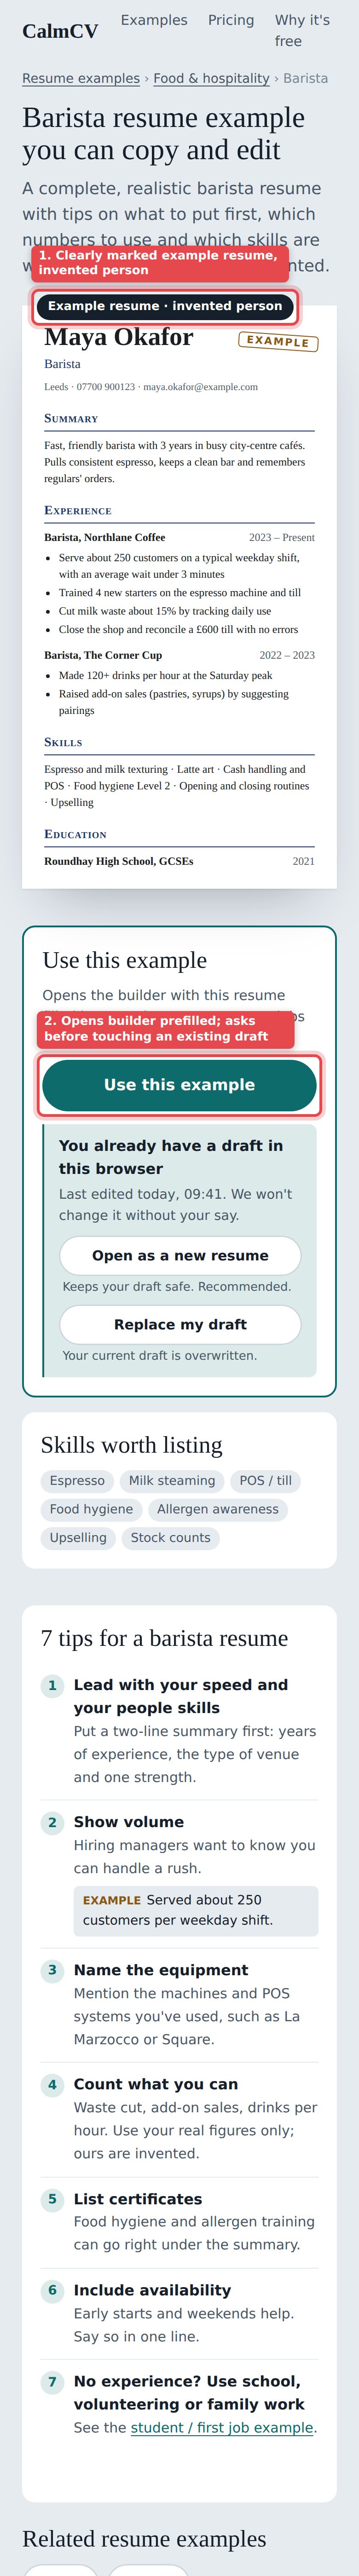 CalmCV
Examples Pricing Why it's free
Resume examples › Food & hospitality › Barista
Barista resume example
you can copy and edit
A complete, realistic barista resume
with tips on what to put first, which
numbers to use and which skills are
1. Clearly marked example resume,
invented person
Example resume · invented person
Maya Okafor
EXAMPLE
Barista
Leeds · 07700 900123 · maya.okafor@example.com
Summary
Fast, friendly barista with 3 years in busy city-centre cafés.
Pulls consistent espresso, keeps a clean bar and remembers
regulars' orders.
Experience
Barista, Northlane Coffee 2023 – Present
• Serve about 250 customers on a typical weekday shift,
with an average wait under 3 minutes
• Trained 4 new starters on the espresso machine and till
• Cut milk waste about 15% by tracking daily use
• Close the shop and reconcile a £600 till with no errors
Barista, The Corner Cup 2022 – 2023
• Made 120+ drinks per hour at the Saturday peak
• Raised add-on sales (pastries, syrups) by suggesting
pairings
Skills
Espresso and milk texturing · Latte art · Cash handling and
POS · Food hygiene Level 2 · Opening and closing routines
· Upselling
Education
Roundhay High School, GCSEs 2021
Use this example
Opens the builder with this resume
2. Opens builder prefilled; asks
before touching an existing draft
Use this example
You already have a draft in
this browser
Last edited today, 09:41. We won't
change it without your say.
Open as a new resume
Keeps your draft safe. Recommended.
Replace my draft
Your current draft is overwritten.
Skills worth listing
Espresso Milk steaming POS / till
Food hygiene Allergen awareness
Upselling Stock counts
7 tips for a barista resume
1 Lead with your speed and
your people skills
Put a two-line summary first: years
of experience, the type of venue
and one strength.
2 Show volume
Hiring managers want to know you
can handle a rush.
EXAMPLE Served about 250
customers per weekday shift.
3 Name the equipment
Mention the machines and POS
systems you've used, such as La
Marzocco or Square.
4 Count what you can
Waste cut, add-on sales, drinks per
hour. Use your real figures only;
ours are invented.
5 List certificates
Food hygiene and allergen training
can go right under the summary.
6 Include availability
Early starts and weekends help.
Say so in one line.
7 No experience? Use school,
volunteering or family work
See the student / first job example.
Related resume examples